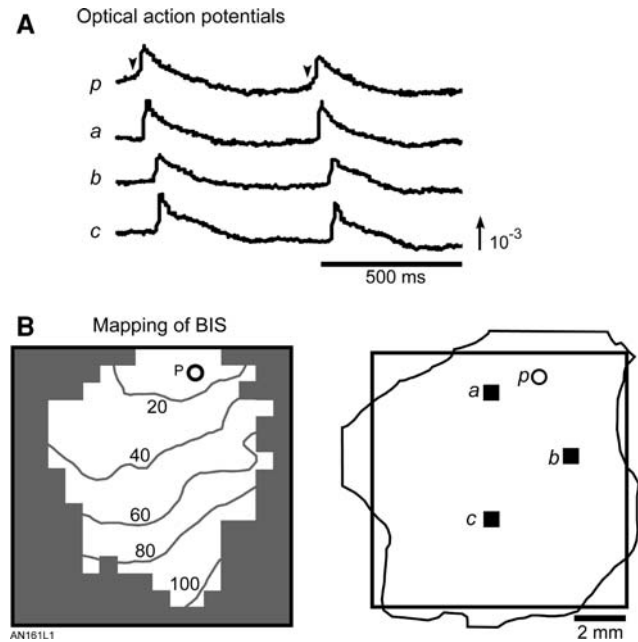 A Optical action potentials
p
a
b
c
10-3
500 ms
B Mapping of BIS
P
20
40
60
80
100
a
p
b
c
2 mm
AN161L1